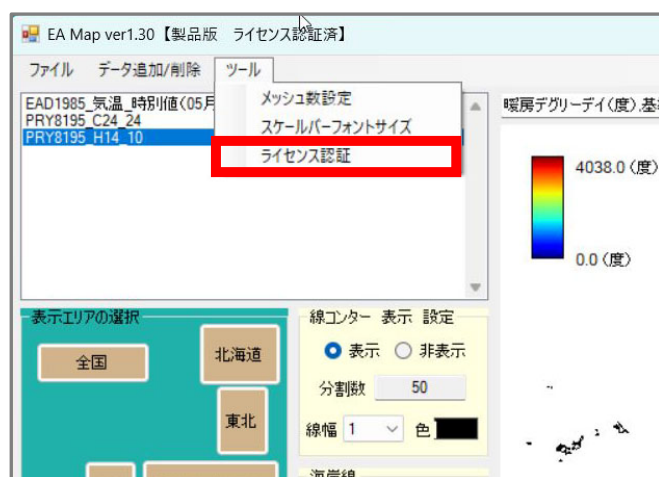 EA Map ver1.30【製品版 ライセンス認証済】
ファイル データ追加/削除 ツール
メッシュ数設定
スケールバーフォントサイズ
ライセンス認証
EAD1985_気温_時別値(05月
PRY8195_C24_24
PRY8195_H14_10
暖房デグリーデイ(度).基
4038.0 (度)
0.0 (度)
表示エリアの選択
全国
北海道
東北
線コンター 表示 設定
表示 非表示
分割数 50
線幅 1 色
海岸線